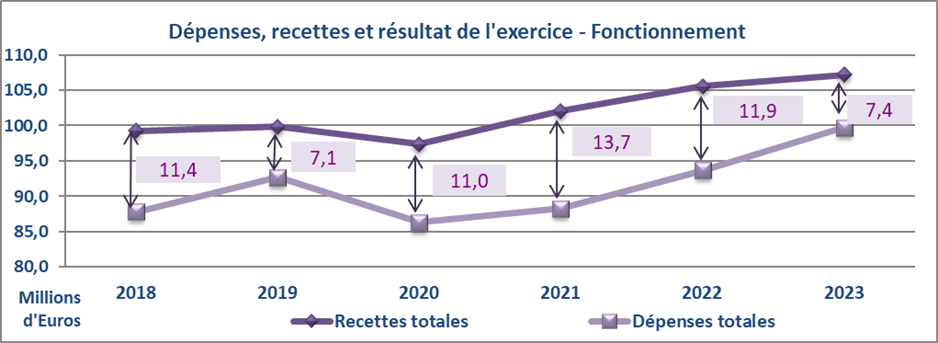 Dépenses, recettes et résultat de l'exercice - Fonctionnement
110,0
105,0
100,0
95,0
90,0
85,0
80,0
11,4
7,1
11,0
13,7
11,9
7,4
2018 2019 2020 2021 2022 2023
Millions
d'Euros
Recettes totales Dépenses totales